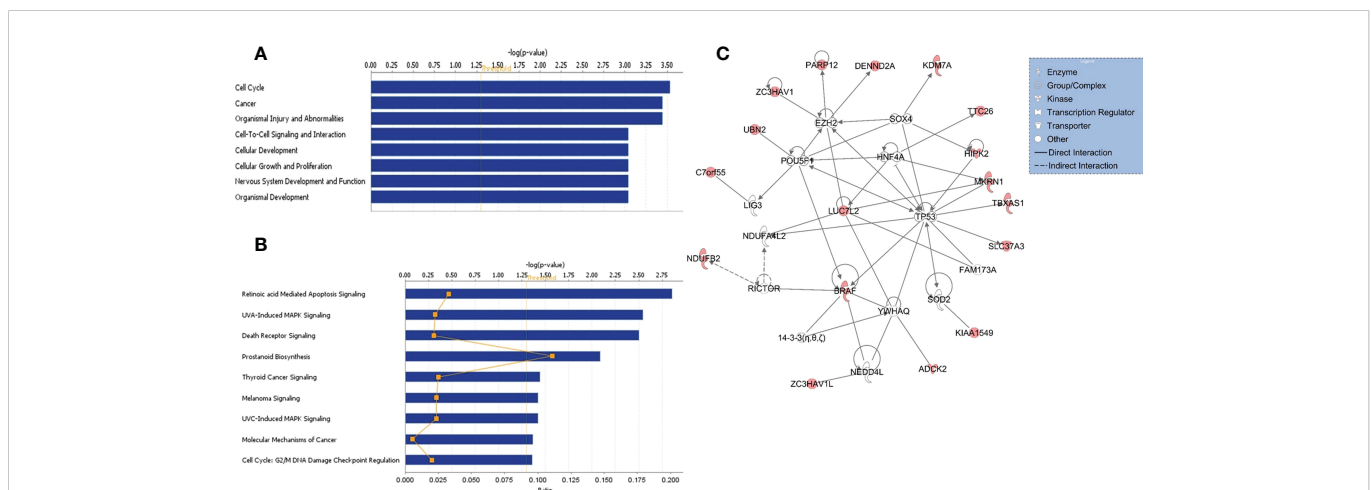 A
-log(p-value)
0.00 0.25 0.50 0.75 1.00 1.25 1.50 1.75 2.00 2.25 2.50 2.75 3.00 3.25 3.50
Threshold
Cell Cycle
Cancer
Organismal Injury and Abnormalities
Cell-To-Cell Signaling and Interaction
Cellular Development
Cellular Growth and Proliferation
Nervous System Development and Function
Organismal Development
B
-log(p-value)
0.00 0.25 0.50 0.75 1.00 1.25 1.50 1.75 2.00 2.25 2.50 2.75
Threshold
Retinoic acid Mediated Apoptosis Signaling
UVA-Induced MAPK Signaling
Death Receptor Signaling
Prostanoid Biosynthesis
Thyroid Cancer Signaling
Melanoma Signaling
UVC-Induced MAPK Signaling
Molecular Mechanisms of Cancer
Cell Cycle: G2/M DNA Damage Checkpoint Regulation
0.000 0.025 0.050 0.075 0.100 0.125 0.150 0.175 0.200
C
PARP12
DENND2A
KDM7A
ZC3HAV1
TTC26
EZH2
SOX4
UBN2
POU5F1
HNF4A
HIPK2
C7orf55
MKRN1
LIG3
LUC7L2
TP53
TBXAS1
NDUFA4L2
SLC37A3
NDUFB2
FAM173A
RICTOR
BRAF
SOD2
YWHAQ
14-3-3(η,θ,ζ)
KIAA1549
NEDD4L
ADCK2
ZC3HAV1L
Enzyme
Group/Complex
Kinase
Transcription Regulator
Transporter
Other
Direct Interaction
Indirect Interaction